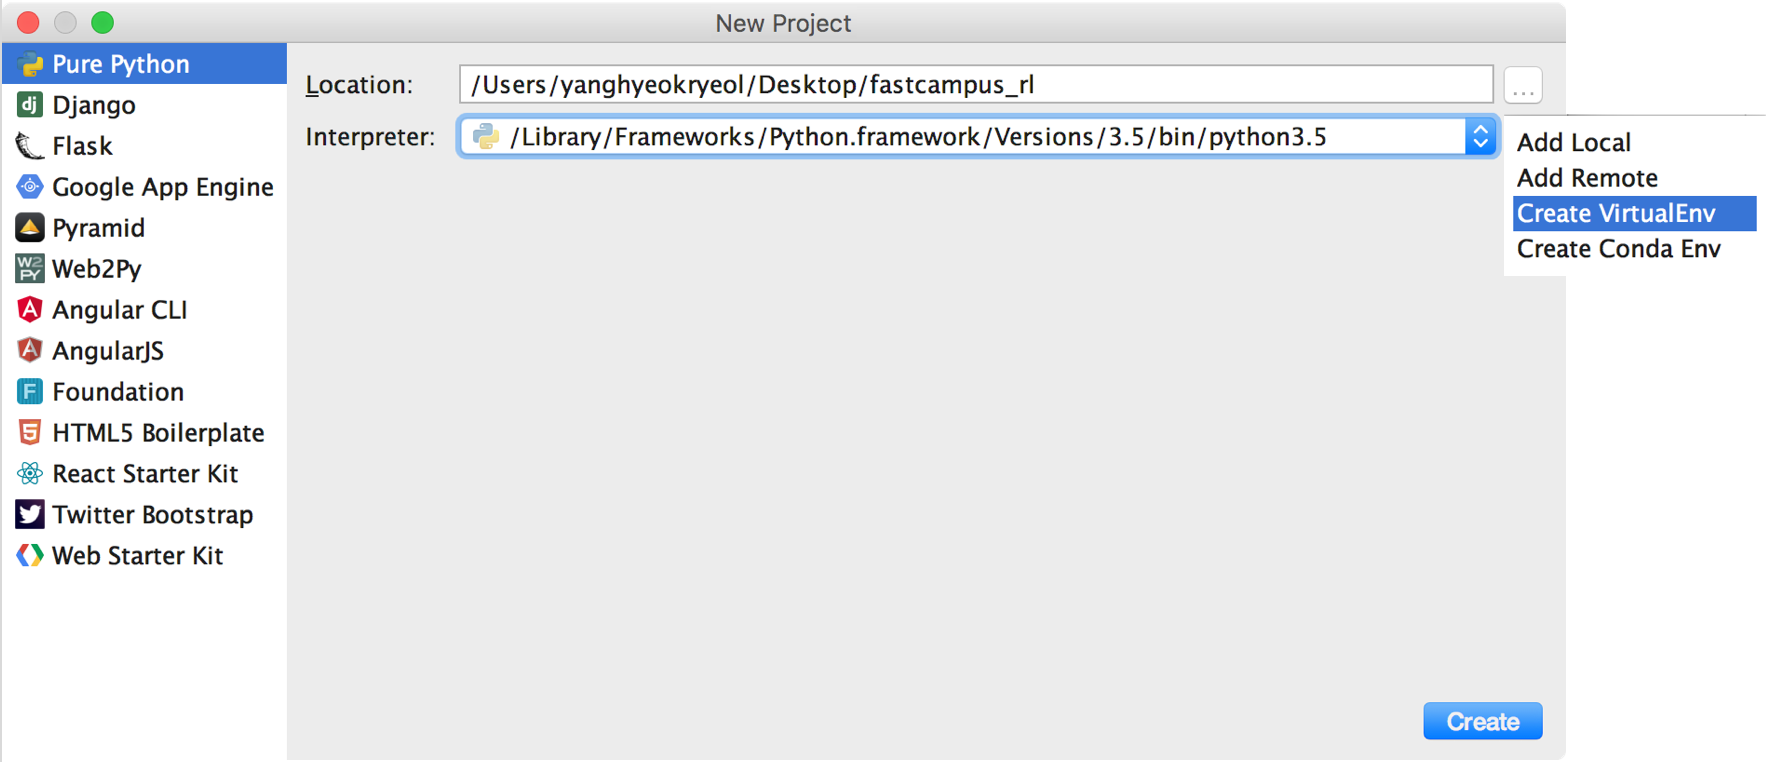 New Project
Pure Python
Django
Flask
Google App Engine
Pyramid
Web2Py
Angular CLI
AngularJS
Foundation
HTML5 Boilerplate
React Starter Kit
Twitter Bootstrap
Web Starter Kit
Location: /Users/yanghyeokryeol/Desktop/fastcampus_rl ...
Interpreter: /Library/Frameworks/Python.framework/Versions/3.5/bin/python3.5
Add Local
Add Remote
Create VirtualEnv
Create Conda Env
Create